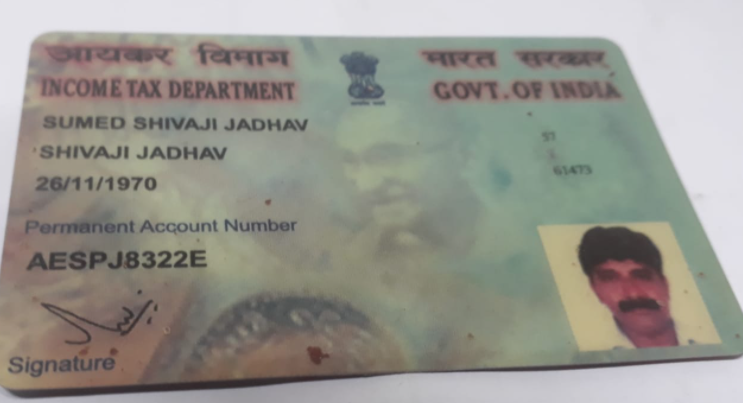 आयकर विभाग
भारत सरकार
INCOME TAX DEPARTMENT
GOVT. OF INDIA
SUMED SHIVAJI JADHAV
SHIVAJI JADHAV
26/11/1970
Permanent Account Number
AESPJ8322E
Signature
61473